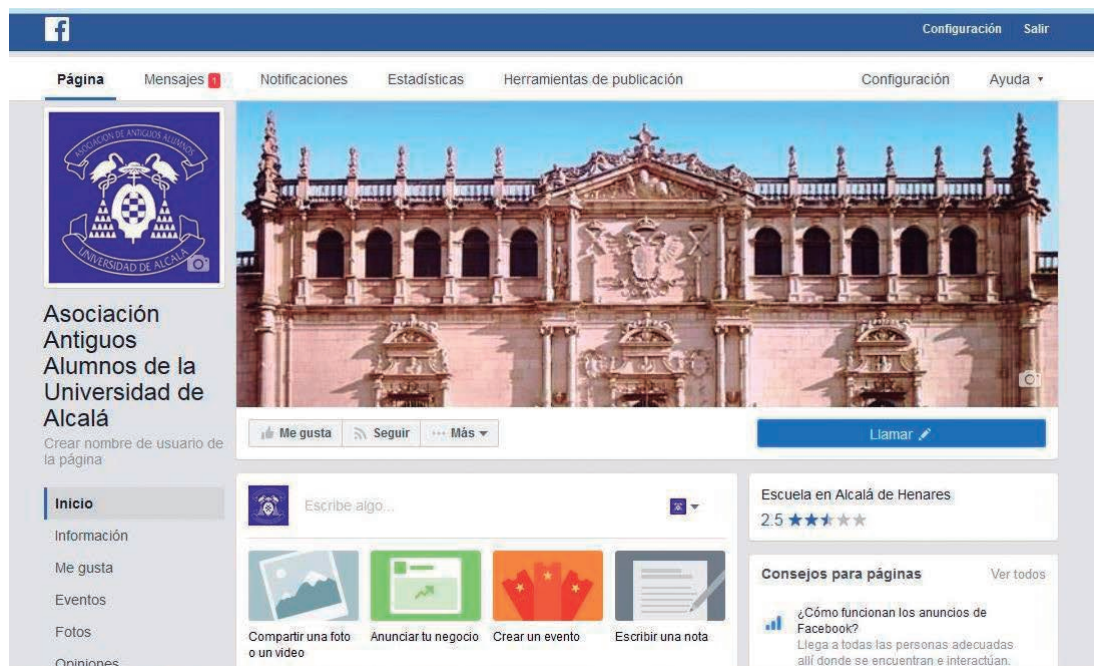 f
Configuración Salir
Página Mensajes 1 Notificaciones Estadísticas Herramientas de publicación Configuración Ayuda
ASOCIACION DE ANTIGUOS ALUMNOS
UNIVERSIDAD DE ALCALÁ
Asociación
Antiguos
Alumnos de la
Universidad de
Alcalá
Crear nombre de usuario de
la página
Me gusta Seguir ··· Más
Llamar
Inicio
Información
Me gusta
Eventos
Fotos
Opiniones
Escribe algo...
Compartir una foto
o un video
Anunciar tu negocio
Crear un evento
Escribir una nota
Escuela en Alcalá de Henares
2.5
Consejos para páginas Ver todos
¿Cómo funcionan los anuncios de
Facebook?
Llega a todas las personas adecuadas
allí donde se encuentran e interactúan.